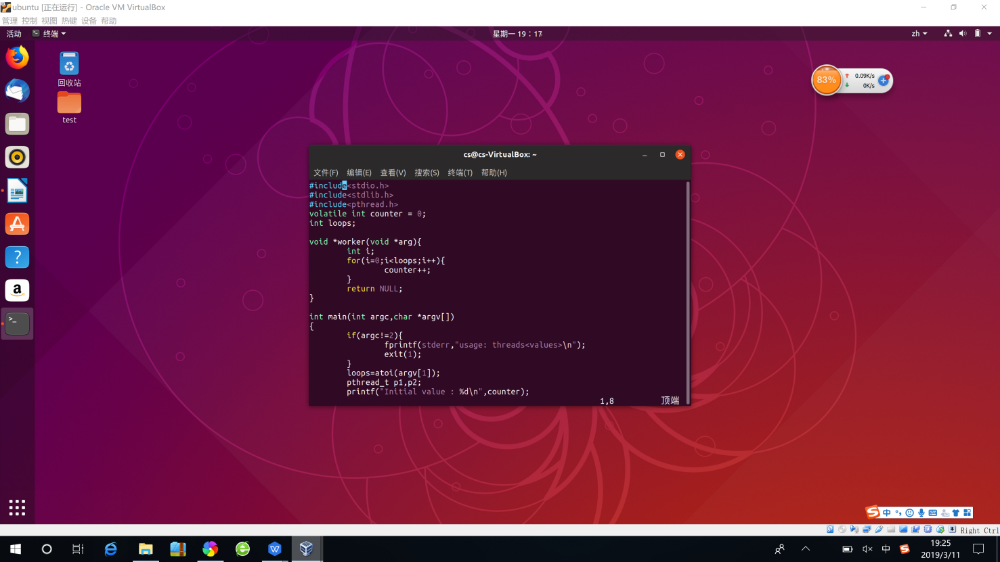 ubuntu [正在运行] - Oracle VM VirtualBox
管理 控制 视图 热键 设备 帮助
活动 终端 星期一 19：17 zh
回收站
test
83% 0.09K/s
0K/s
cs@cs-VirtualBox: ~
文件(F) 编辑(E) 查看(V) 搜索(S) 终端(T) 帮助(H)
#include<stdio.h>
#include<stdlib.h>
#include<pthread.h>
volatile int counter = 0;
int loops;
void *worker(void *arg){
int i;
for(i=0;i<loops;i++){
counter++;
}
return NULL;
}
int main(int argc,char *argv[])
{
if(argc!=2){
fprintf(stderr,"usage: threads<values>\n");
exit(1);
}
loops=atoi(argv[1]);
pthread_t p1,p2;
printf("Initial value : %d\n",counter);
1,8 顶端
中
Right Ctrl
中
19:25
2019/3/11